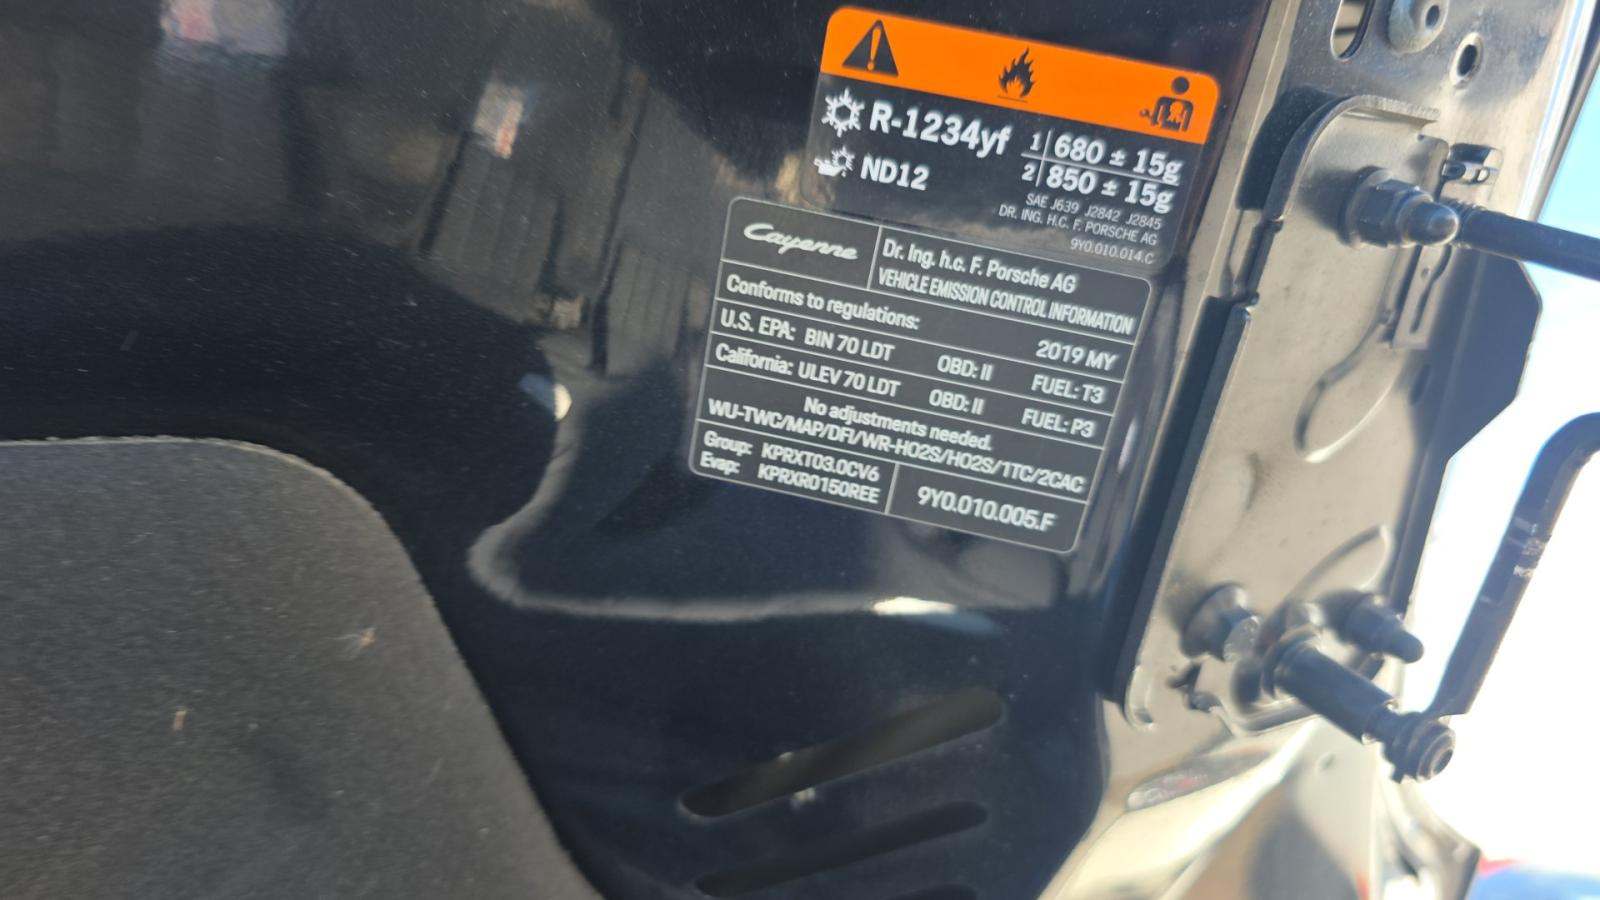 R-1234yf 1 680 ± 15g
ND12 2 850 ± 15g
SAE J639 J2842 J2845
DR. ING. H.C. F. PORSCHE AG
9Y0.010.014.C
Cayenne Dr. Ing. h.c. F. Porsche AG
VEHICLE EMISSION CONTROL INFORMATION
Conforms to regulations: 2019 MY
U.S. EPA: BIN 70 LDT OBD: II FUEL: T3
California: ULEV 70 LDT OBD: II FUEL: P3
No adjustments needed.
WU-TWC/MAP/DFI/WR-HO2S/HO2S/1TC/2CAC
Group: KPRXT03.0CV6
Evap: KPRXR0150REE
9Y0.010.005.F